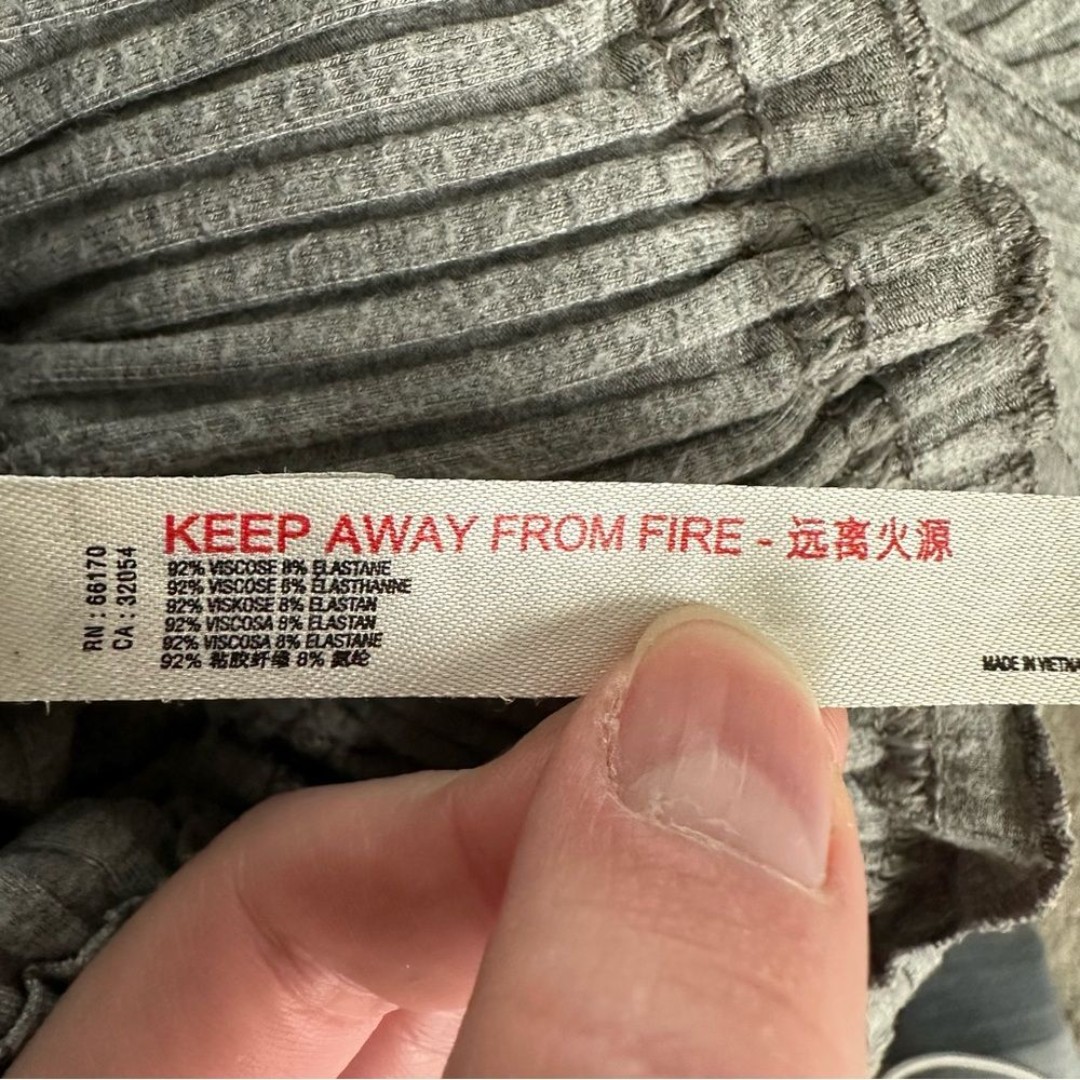 KEEP AWAY FROM FIRE - 远离火源
92% VISCOSE 8% ELASTANE
92% VISCOSE 8% ELASTHANNE
92% VISKOSE 8% ELASTAN
92% VISCOSA 8% ELASTAN
92% VISCOSA 8% ELASTANE
92% 粘胶纤维 8% 氨纶
RN : 66170
CA : 32054
MADE IN VIETNA